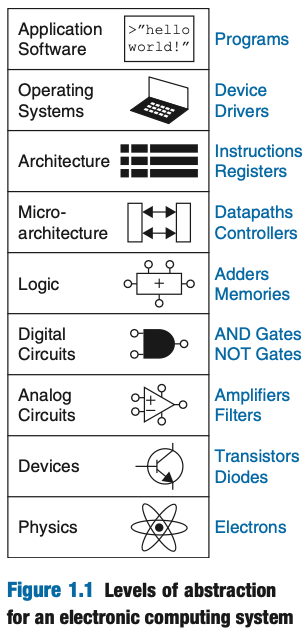 Application
Software
>"hello
world!"
Programs
Operating
Systems
Device
Drivers
Architecture
Instructions
Registers
Micro-
architecture
Datapaths
Controllers
Logic
+
Adders
Memories
Digital
Circuits
AND Gates
NOT Gates
Analog
Circuits
+
-
Amplifiers
Filters
Devices
Transistors
Diodes
Physics
Electrons
Figure 1.1 Levels of abstraction
for an electronic computing system